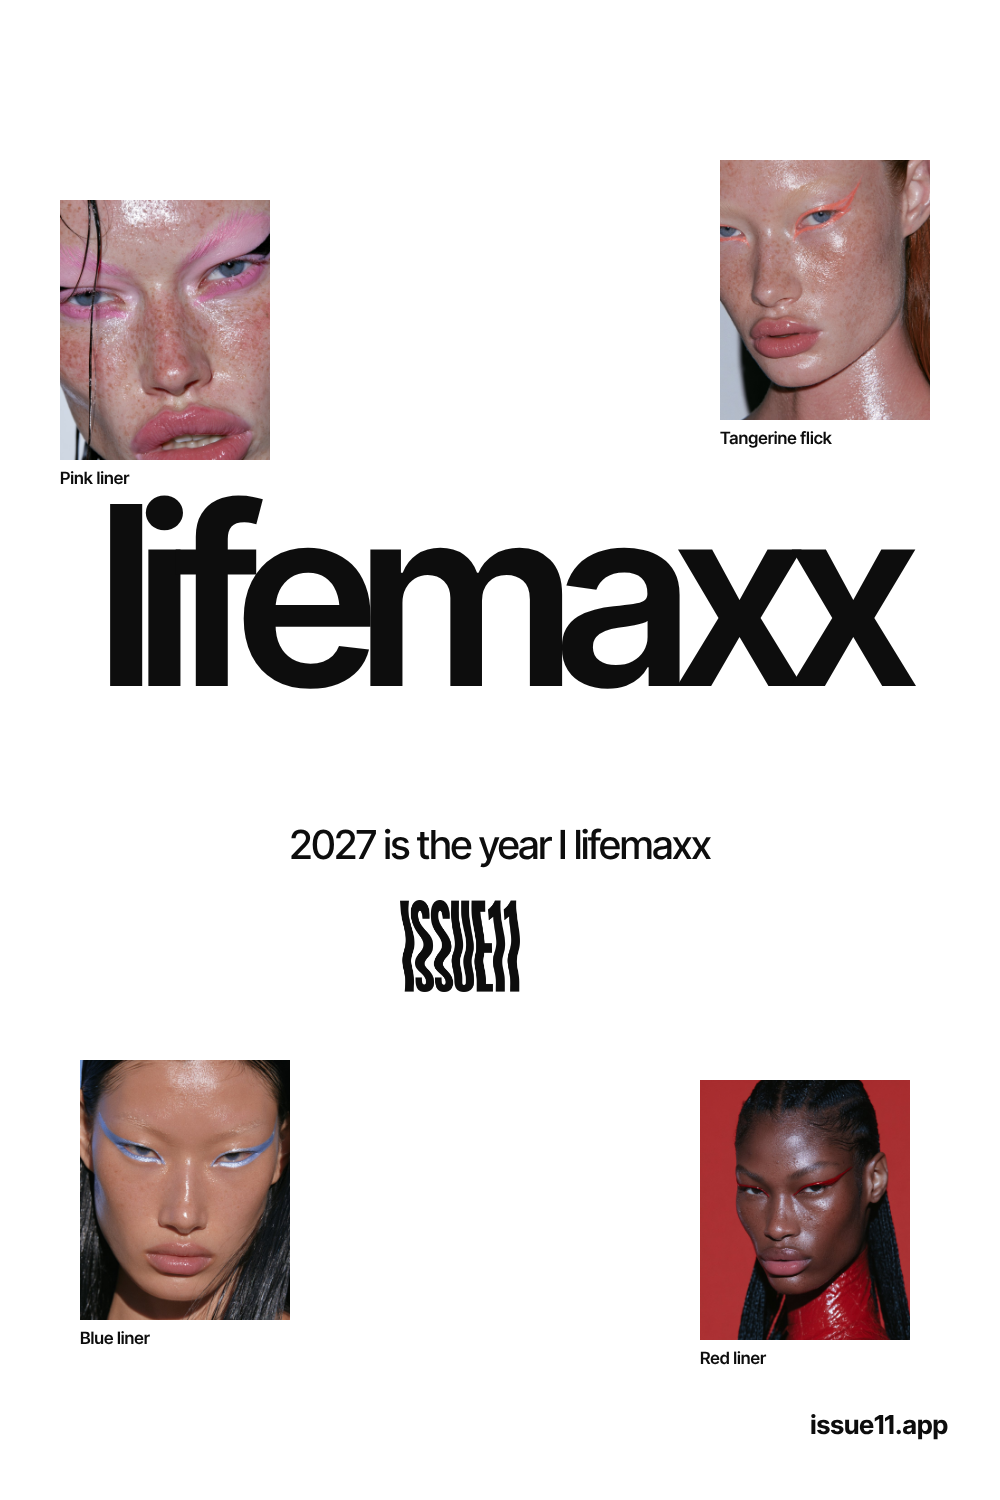 Tangerine flick
Pink liner
lifemaxx
2027 is the year I lifemaxx
ISSUE11
Blue liner
Red liner
issue11.app